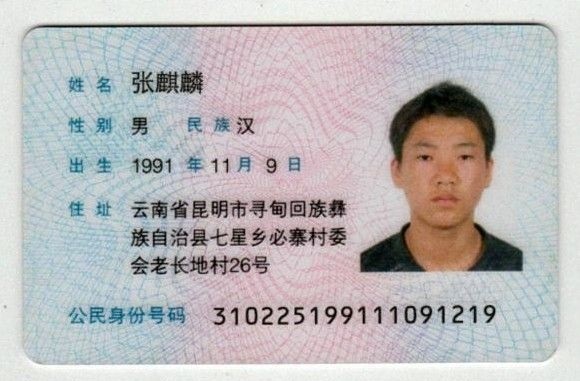 姓名 张麒麟
性别 男 民族 汉
出生 1991 年 11 月 9 日
住址 云南省昆明市寻甸回族彝
族自治县七星乡必寨村委
会老长地村26号
公民身份号码 310225199111091219